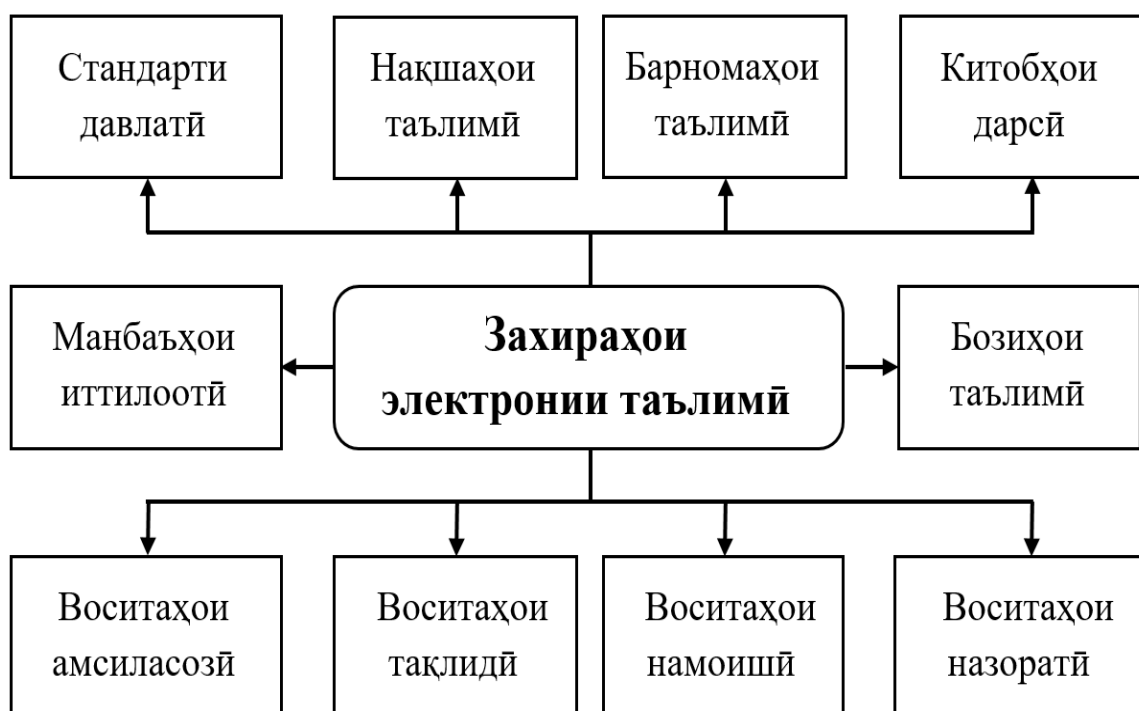 Стандарти
давлатӣ
Нақшаҳои
таълимӣ
Барномаҳои
таълимӣ
Китобҳои
дарсӣ
Манбаъҳои
иттилоотӣ
Захираҳои
электронии таълимӣ
Бозиҳои
таълимӣ
Воситаҳои
амсиласозӣ
Воситаҳои
тақлидӣ
Воситаҳои
намоишӣ
Воситаҳои
назоратӣ